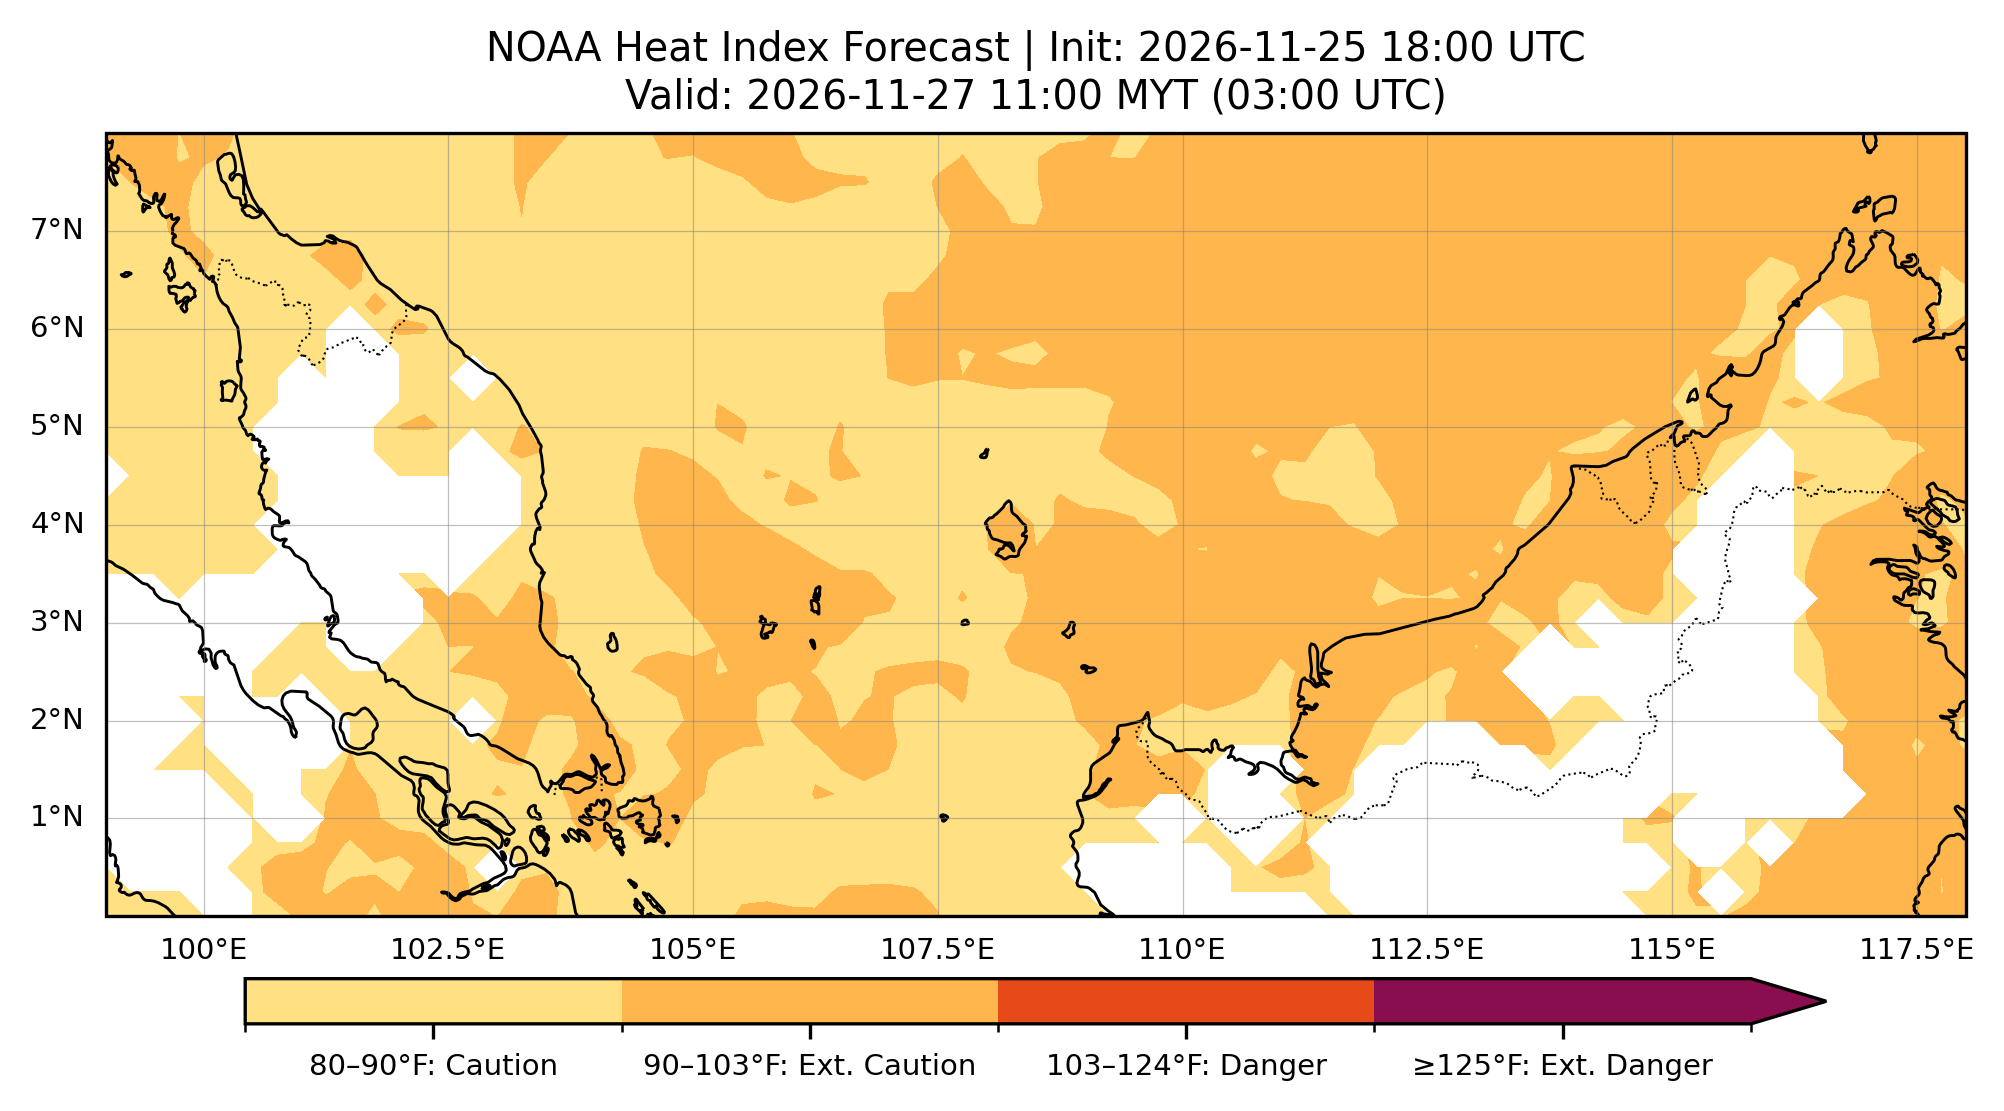 NOAA Heat Index Forecast | Init: 2026-11-25 18:00 UTC
Valid: 2026-11-27 11:00 MYT (03:00 UTC)
7°N
6°N
5°N
4°N
3°N
2°N
1°N
100°E 102.5°E 105°E 107.5°E 110°E 112.5°E 115°E 117.5°E
80–90°F: Caution 90–103°F: Ext. Caution 103–124°F: Danger ≥125°F: Ext. Danger